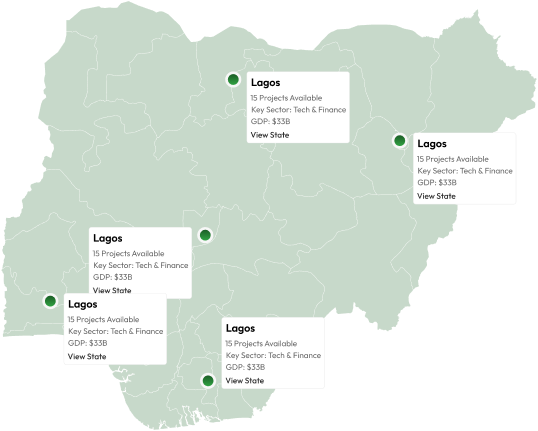 Lagos
15 Projects Available
Key Sector: Tech & Finance
GDP: $33B
View State
Lagos
15 Projects Available
Key Sector: Tech & Finance
GDP: $33B
View State
Lagos
15 Projects Available
Key Sector: Tech & Finance
GDP: $33B
View State
Lagos
15 Projects Available
Key Sector: Tech & Finance
GDP: $33B
View State
Lagos
15 Projects Available
Key Sector: Tech & Finance
GDP: $33B
View State